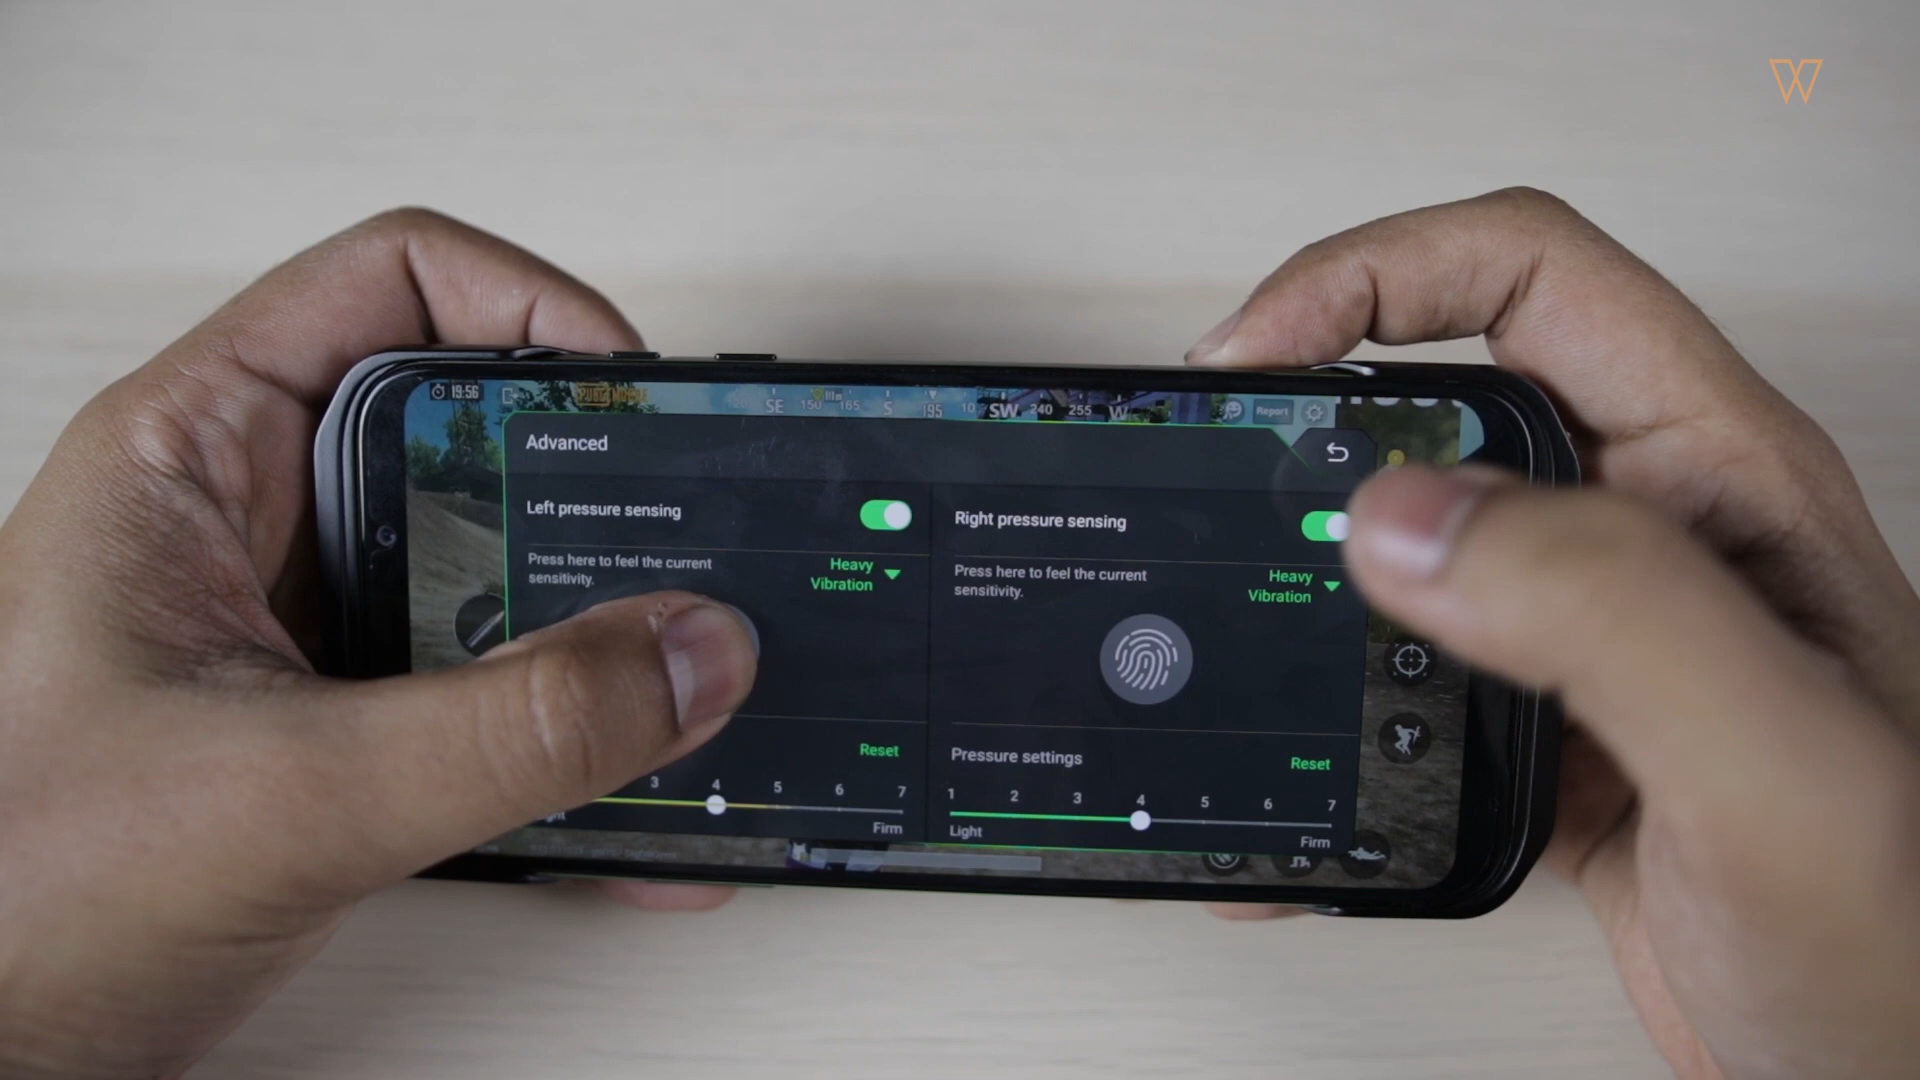 19:56
SE 150 165 S 195 SW 240 255 W
Report
Advanced
Left pressure sensing
Press here to feel the current
sensitivity.
Heavy
Vibration
Reset
3 4 5 6 7
Firm
Right pressure sensing
Press here to feel the current
sensitivity.
Heavy
Vibration
Pressure settings
Reset
1 2 3 4 5 6 7
Light
Firm